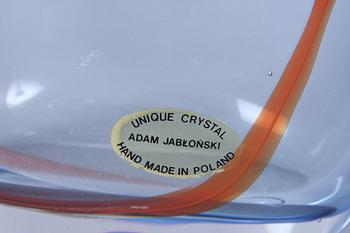 UNIQUE CRYSTAL
ADAM JABŁOŃSKI
HAND MADE IN POLAND